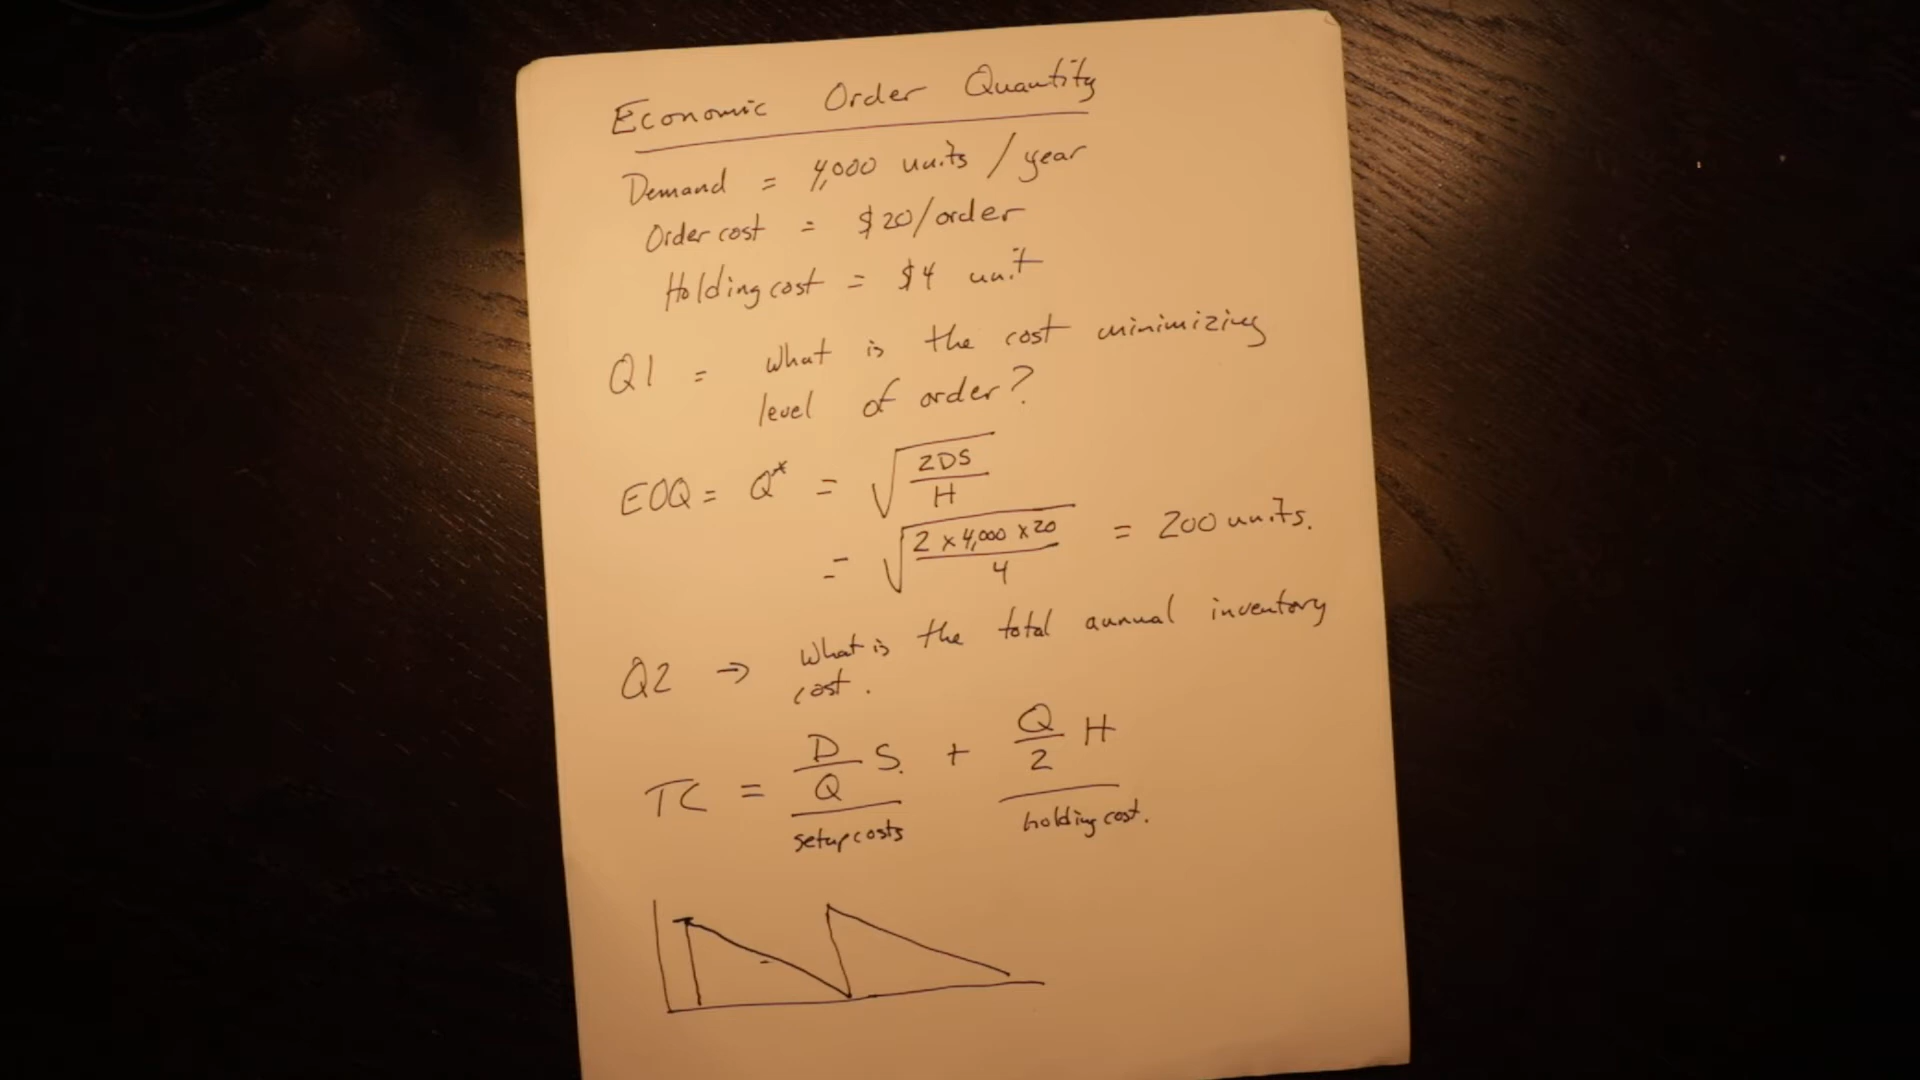 Economic Order Quantity
Demand = 4,000 units / year
Order cost = $20/order
Holding cost = $4 unit
Q1 = What is the cost minimizing
level of order?
EOQ = Q* = √(2DS / H)
= √(2 x 4,000 x 20 / 4) = 200 units.
Q2 → What is the total annual inventory
cost.
TC = D/Q S. + Q/2 H
setup costs holding cost.